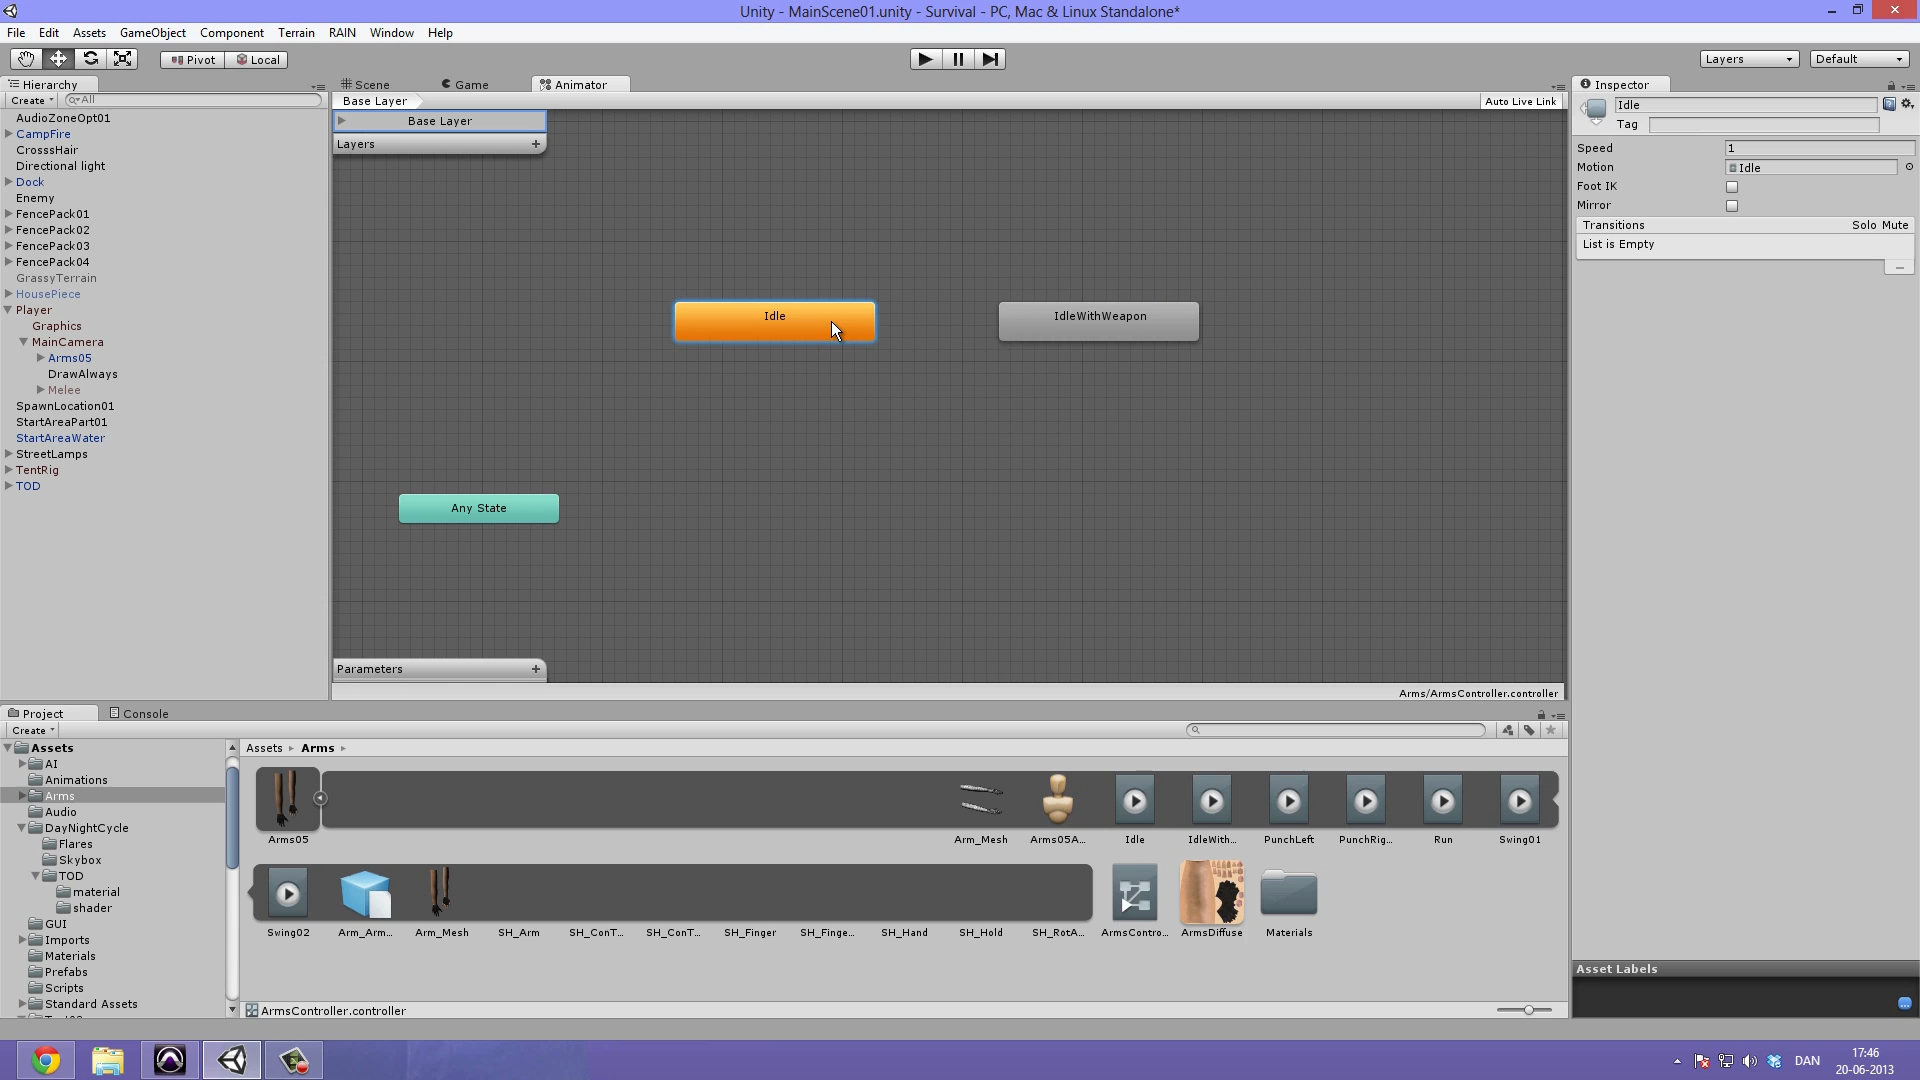 Unity - MainScene01.unity - Survival - PC, Mac & Linux Standalone*
File Edit Assets GameObject Component Terrain RAIN Window Help
Pivot Local Layers Default
Hierarchy
Create All
AudioZoneOpt01
CampFire
CrosssHair
Directional light
Dock
Enemy
FencePack01
FencePack02
FencePack03
FencePack04
GrassyTerrain
HousePiece
Player
Graphics
MainCamera
Arms05
DrawAlways
Melee
SpawnLocation01
StartAreaPart01
StartAreaWater
StreetLamps
TentRig
TOD
Scene Game Animator
Base Layer Auto Live Link
Base Layer
Layers +
Idle
IdleWithWeapon
Any State
Parameters +
Arms/ArmsController.controller
Inspector
Idle
Tag
Speed 1
Motion Idle
Foot IK
Mirror
Transitions Solo Mute
List is Empty
Asset Labels
Project Console
Create
Assets
AI
Animations
Arms
Audio
DayNightCycle
Flares
Skybox
TOD
material
shader
GUI
Imports
Materials
Prefabs
Scripts
Standard Assets
Assets Arms
Arms05 Arm_Mesh Arms05A... Idle IdleWith... PunchLeft PunchRig... Run Swing01
Swing02 Arm_Arm... Arm_Mesh SH_Arm SH_ConT... SH_ConT... SH_Finger SH_Finge... SH_Hand SH_Hold SH_RotA... ArmsContro... ArmsDiffuse Materials
ArmsController.controller
DAN
17:46
20-06-2013